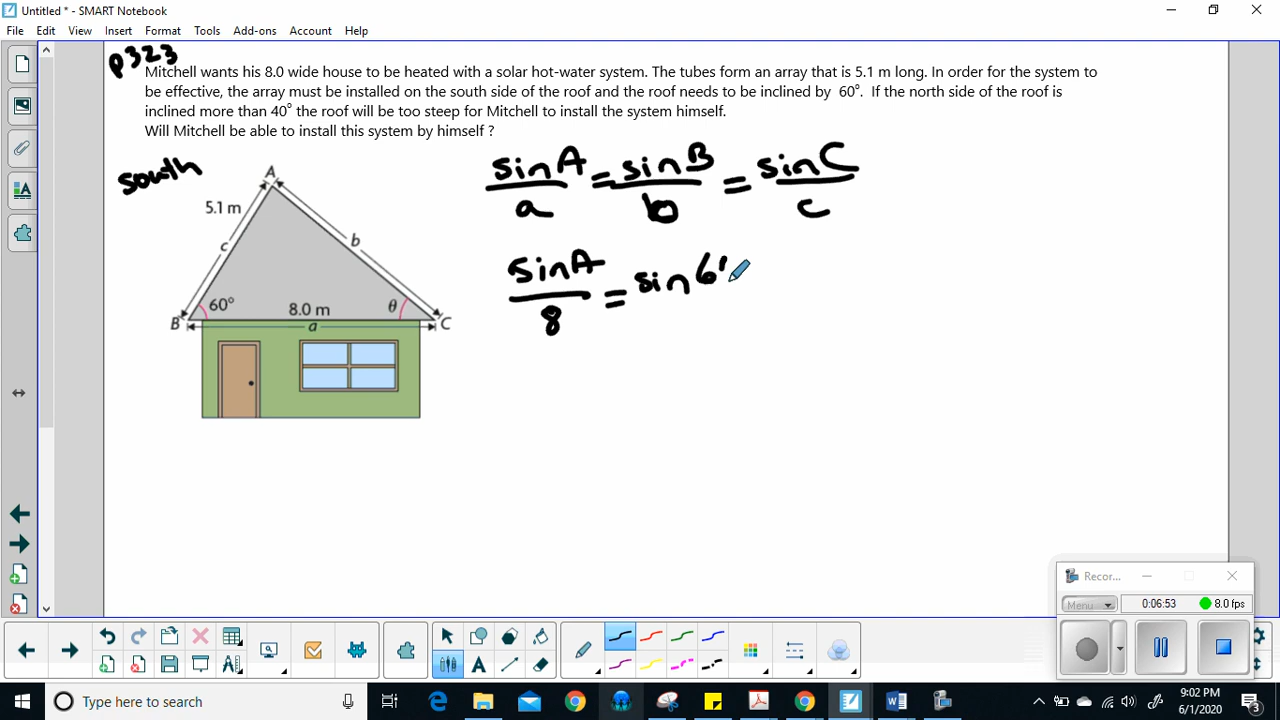 Untitled * - SMART Notebook
File Edit View Insert Format Tools Add-ons Account Help
p323
Mitchell wants his 8.0 wide house to be heated with a solar hot-water system. The tubes form an array that is 5.1 m long. In order for the system to
be effective, the array must be installed on the south side of the roof and the roof needs to be inclined by 60°. If the north side of the roof is
inclined more than 40° the roof will be too steep for Mitchell to install the system himself.
Will Mitchell be able to install this system by himself ?
south
A
5.1 m
c
b
60°
8.0 m
θ
B
a
C
sinA/a = sinB/b = sinC/c
sinA/8 = sin6
Recor...
Menu
0:06:53
8.0 fps
Type here to search
9:02 PM
6/1/2020
3